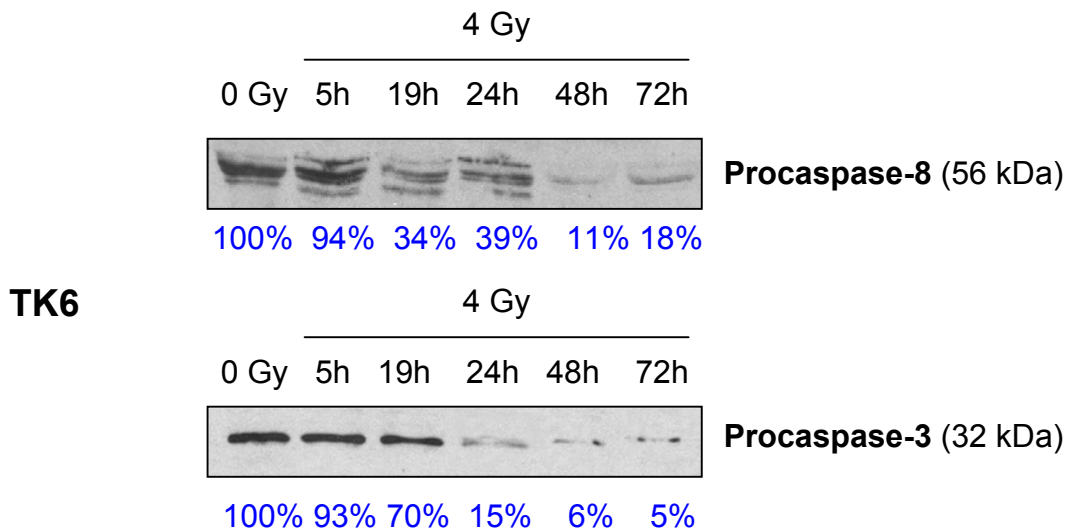 4 Gy
0 Gy 5h 19h 24h 48h 72h
Procaspase-8 (56 kDa)
100% 94% 34% 39% 11% 18%
TK6
4 Gy
0 Gy 5h 19h 24h 48h 72h
Procaspase-3 (32 kDa)
100% 93% 70% 15% 6% 5%